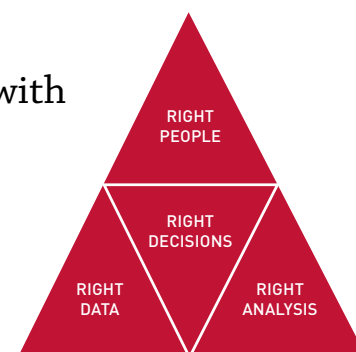 with
RIGHT
PEOPLE
RIGHT
DECISIONS
RIGHT
DATA
RIGHT
ANALYSIS